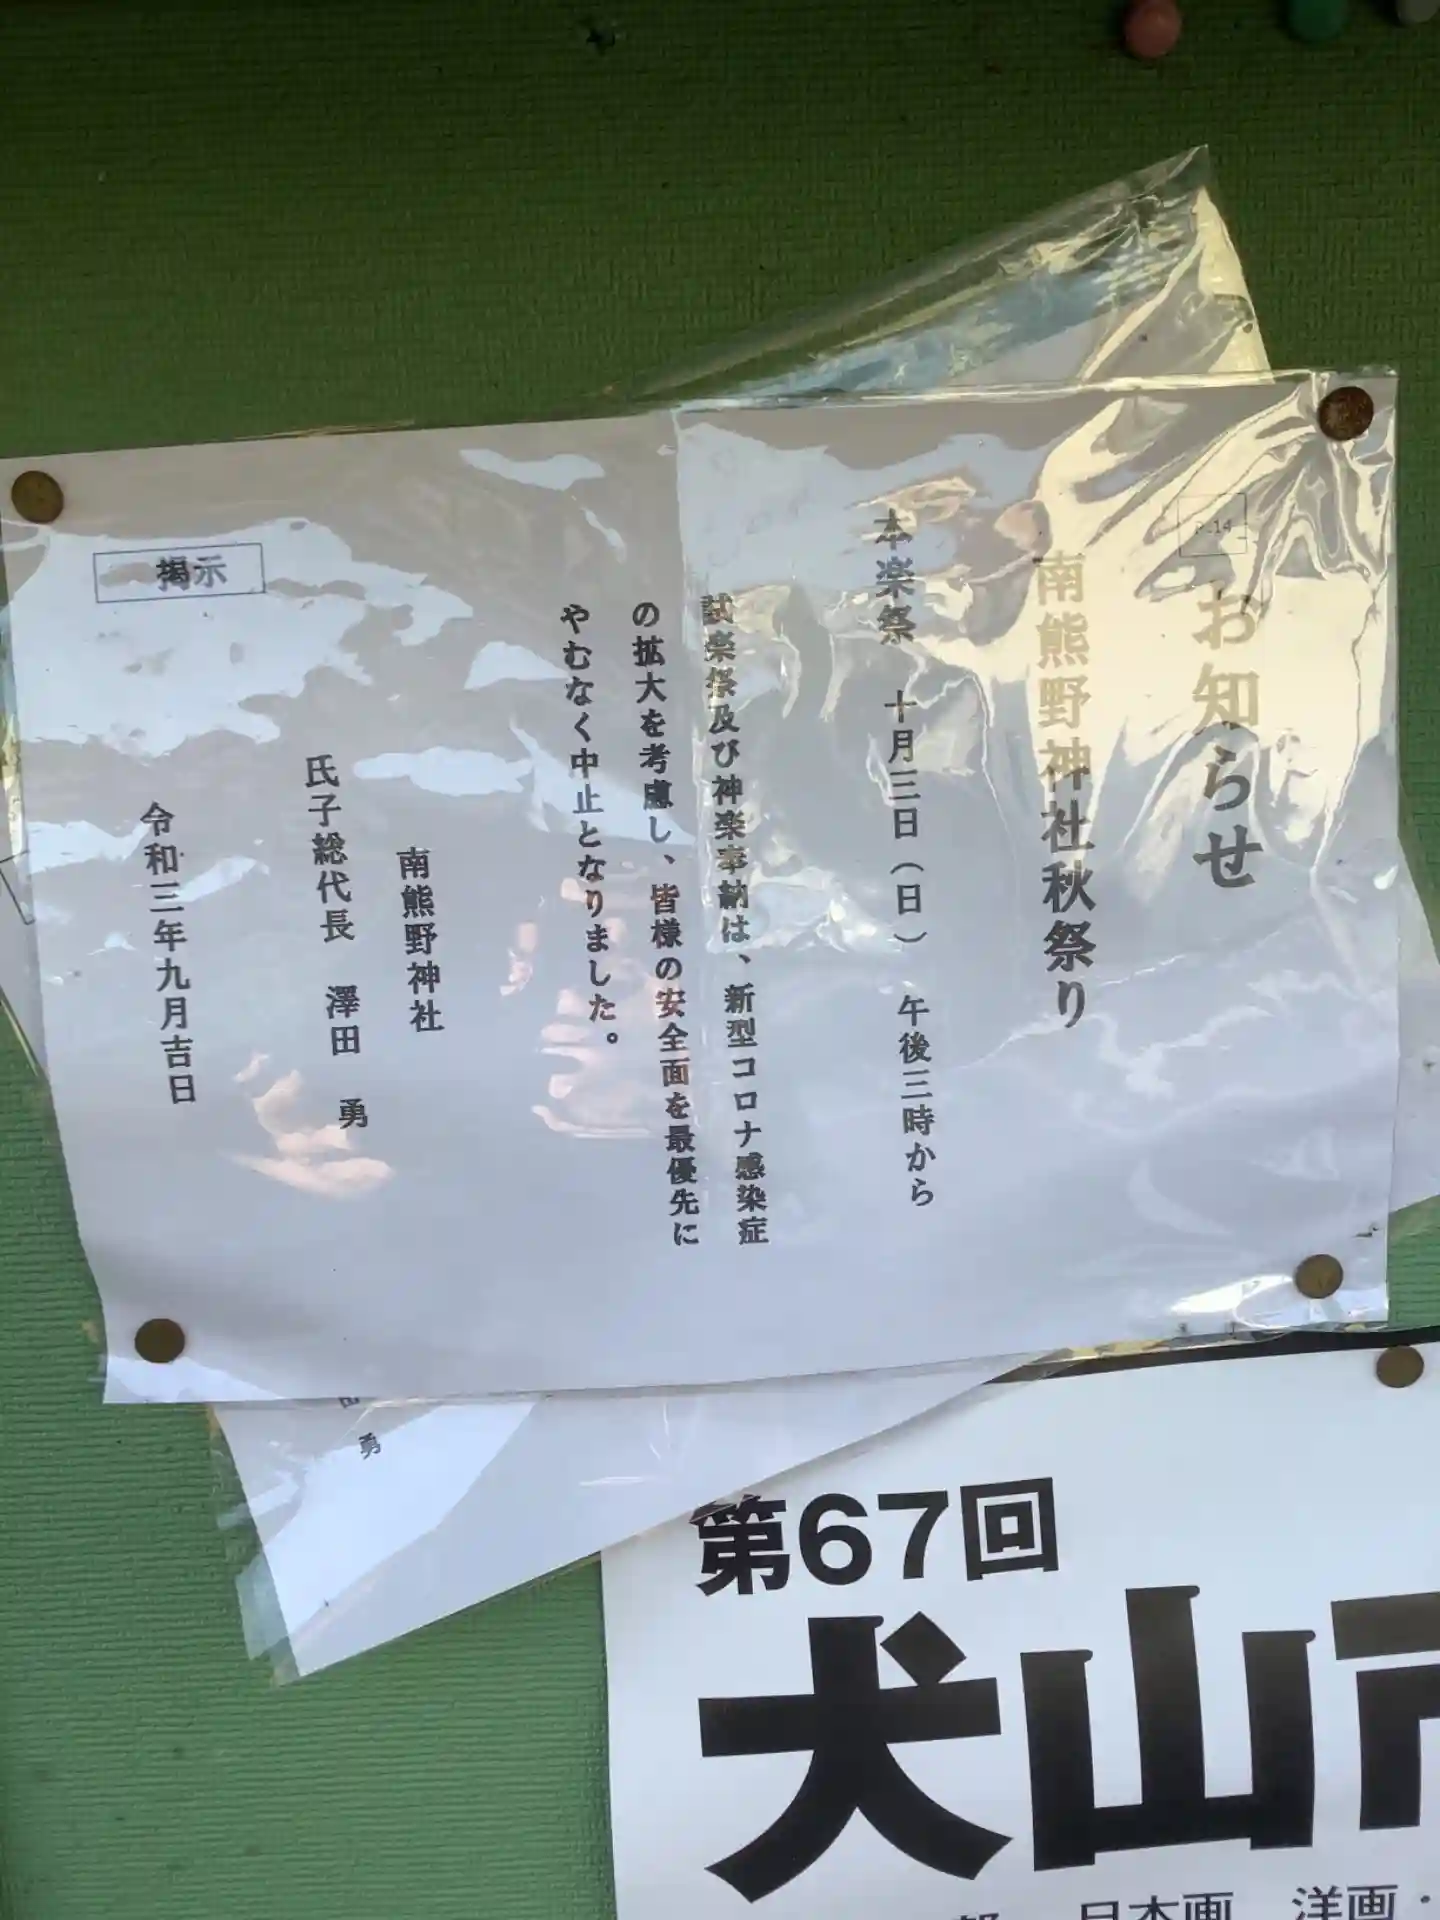 P.14
お知らせ
南熊野神社秋祭り
本楽祭　十月三日（日）　午後三時から
試楽祭及び神楽奉納は、新型コロナ感染症
の拡大を考慮し、皆様の安全面を最優先に
やむなく中止となりました。
南熊野神社
氏子総代長　澤田　勇
令和三年九月吉日
掲示
田　勇
第67回
犬山市
日本画　洋画・